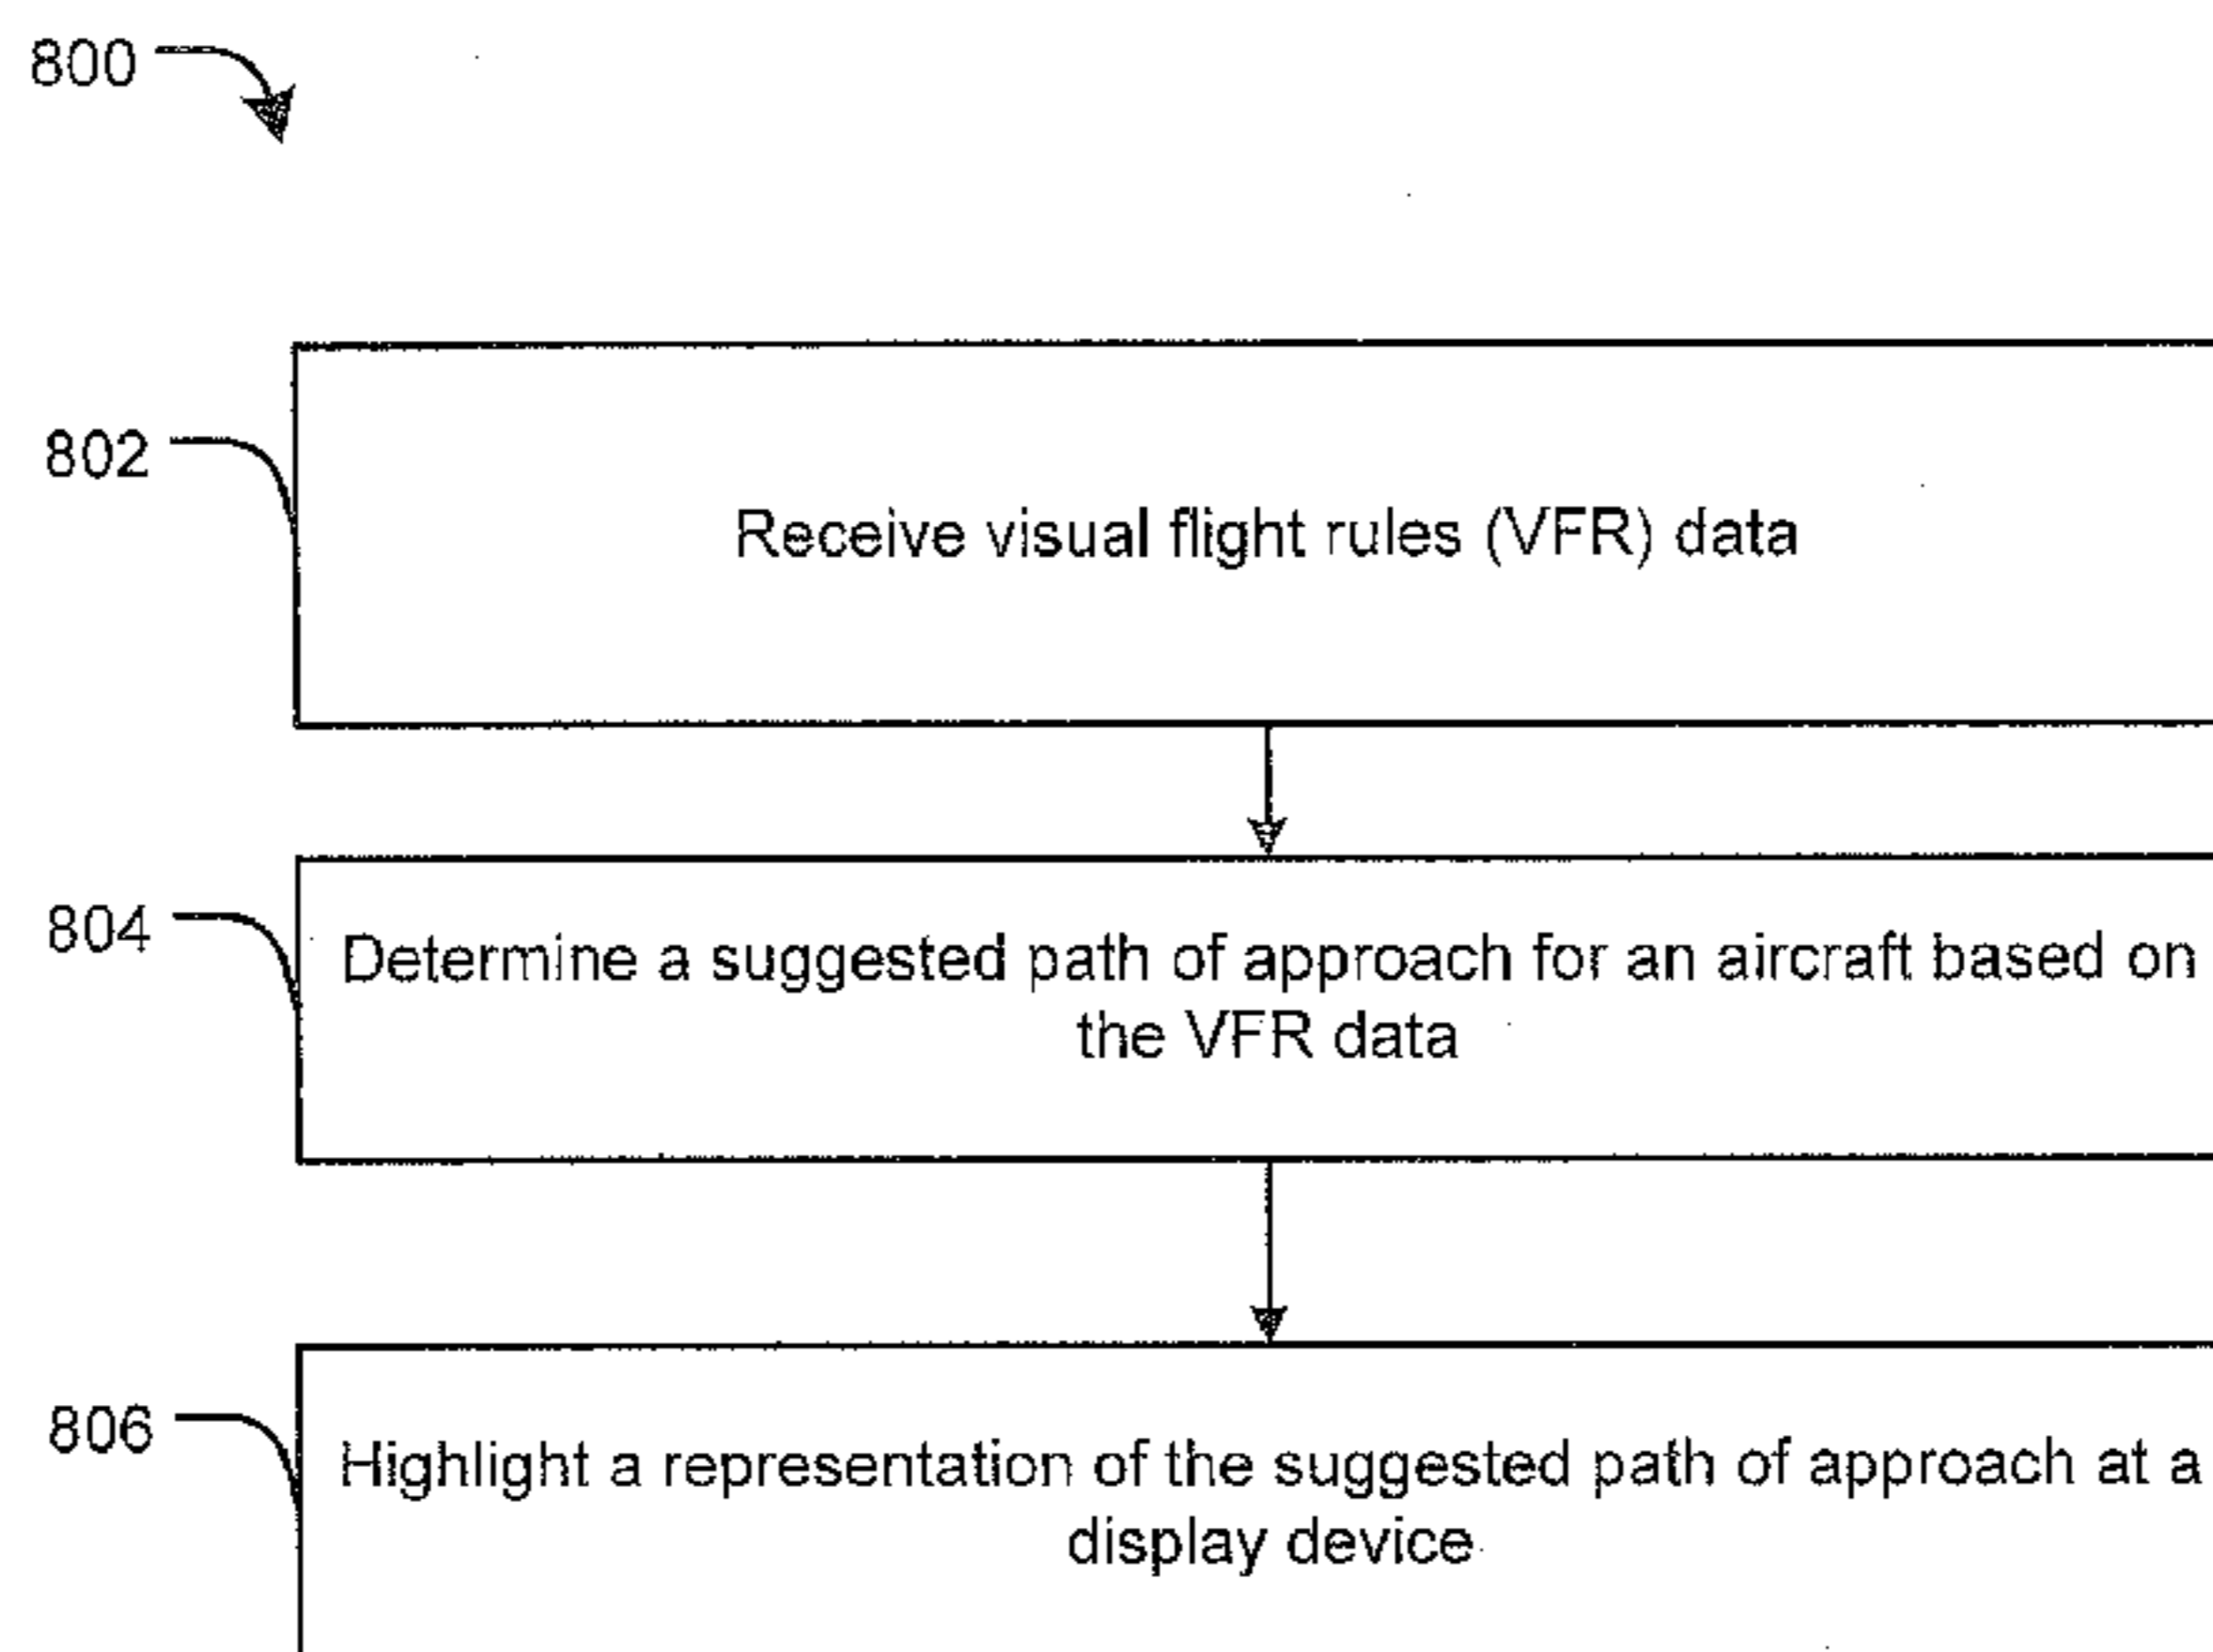 800
802
Receive visual flight rules (VFR) data
804
Determine a suggested path of approach for an aircraft based on
the VFR data
806
Highlight a representation of the suggested path of approach at a
display device